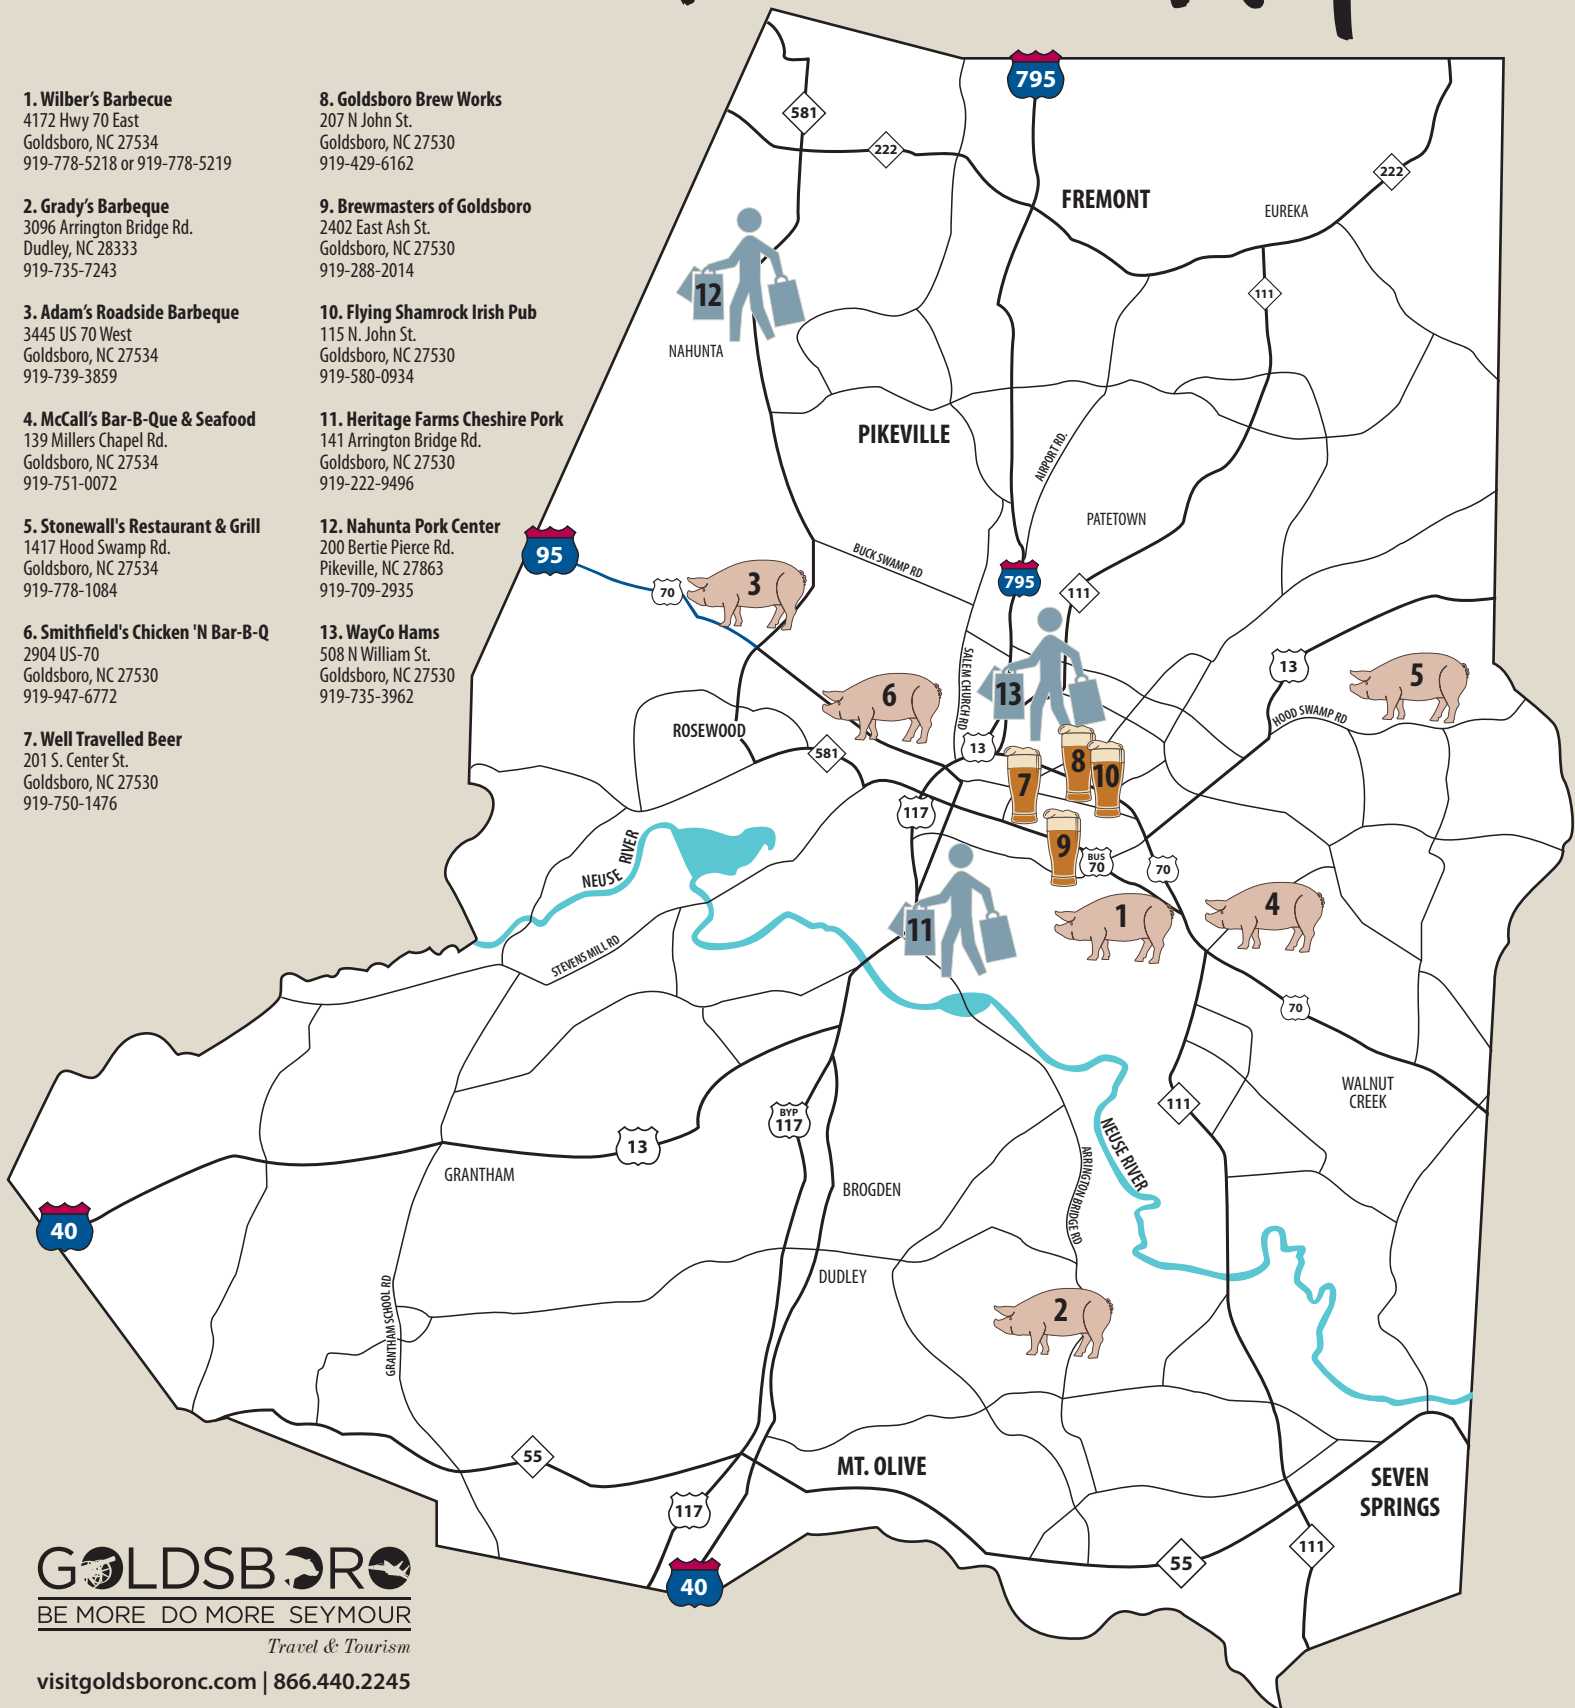 1. Wilber's Barbecue
4172 Hwy 70 East
Goldsboro, NC 27534
919-778-5218 or 919-778-5219
2. Grady's Barbeque
3096 Arrington Bridge Rd.
Dudley, NC 28333
919-735-7243
3. Adam's Roadside Barbeque
3445 US 70 West
Goldsboro, NC 27534
919-739-3859
4. McCall's Bar-B-Que & Seafood
139 Millers Chapel Rd.
Goldsboro, NC 27534
919-751-0072
5. Stonewall's Restaurant & Grill
1417 Hood Swamp Rd.
Goldsboro, NC 27534
919-778-1084
6. Smithfield's Chicken 'N Bar-B-Q
2904 US-70
Goldsboro, NC 27530
919-947-6772
7. Well Travelled Beer
201 S. Center St.
Goldsboro, NC 27530
919-750-1476
8. Goldsboro Brew Works
207 N John St.
Goldsboro, NC 27530
919-429-6162
9. Brewmasters of Goldsboro
2402 East Ash St.
Goldsboro, NC 27530
919-288-2014
10. Flying Shamrock Irish Pub
115 N. John St.
Goldsboro, NC 27530
919-580-0934
11. Heritage Farms Cheshire Pork
141 Arrington Bridge Rd.
Goldsboro, NC 27530
919-222-9496
12. Nahunta Pork Center
200 Bertie Pierce Rd.
Pikeville, NC 27863
919-709-2935
13. WayCo Hams
508 N William St.
Goldsboro, NC 27530
919-735-3962
795
581
222
222
FREMONT
EUREKA
111
12
NAHUNTA
PIKEVILLE
AIRPORT RD.
PATETOWN
95
BUCK SWAMP RD
70
3
795
111
SALEM CHURCH RD
13
13
5
6
HOOD SWAMP RD
ROSEWOOD
581
13
7
8
10
117
9
BUS
70
70
NEUSE RIVER
11
1
4
STEVENS MILL RD
70
WALNUT
CREEK
111
BYP
117
13
NEUSE RIVER
GRANTHAM
BROGDEN
ARRINGTON BRIDGE RD
40
DUDLEY
GRANTHAM SCHOOL RD
2
55
MT. OLIVE
SEVEN
SPRINGS
117
111
55
40
GOLDSBORO
BE MORE DO MORE SEYMOUR
Travel & Tourism
visitgoldsboronc.com | 866.440.2245